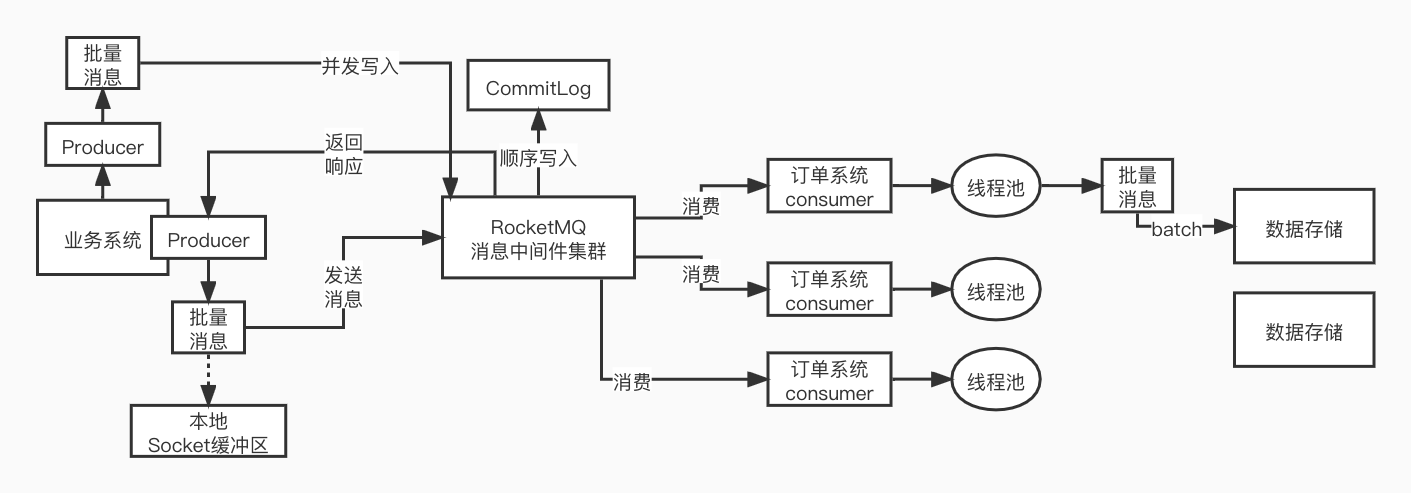 批量
消息
并发写入
CommitLog
Producer
返回
响应
顺序写入
业务系统
Producer
RocketMQ
消息中间件集群
发送
消息
批量
消息
本地
Socket缓冲区
消费
订单系统
consumer
线程池
批量
消息
batch
数据存储
消费
订单系统
consumer
线程池
数据存储
消费
订单系统
consumer
线程池